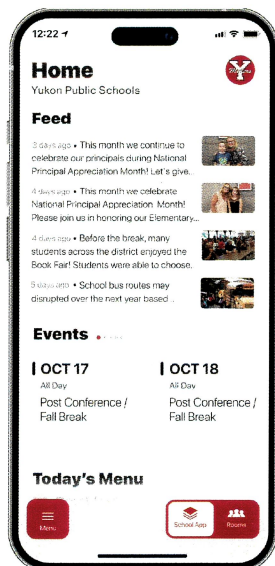 12:22
Home
Yukon Public Schools
Feed
3 days ago • This month we continue to
celebrate our principals during National
Principal Appreciation Month! Let's give...
4 days ago • This month we celebrate
National Principal Appreciation Month!
Please join us in honoring our Elementary...
4 days ago • Before the break, many
students across the district enjoyed the
Book Fair! Students were able to choose.
5 days ago • School bus routes may
disrupted over the next year based ..
Events
OCT 17
All Day
Post Conference /
Fall Break
OCT 18
All Day
Post Conference /
Fall Break
Today's Menu
Menu
School App
Rooms